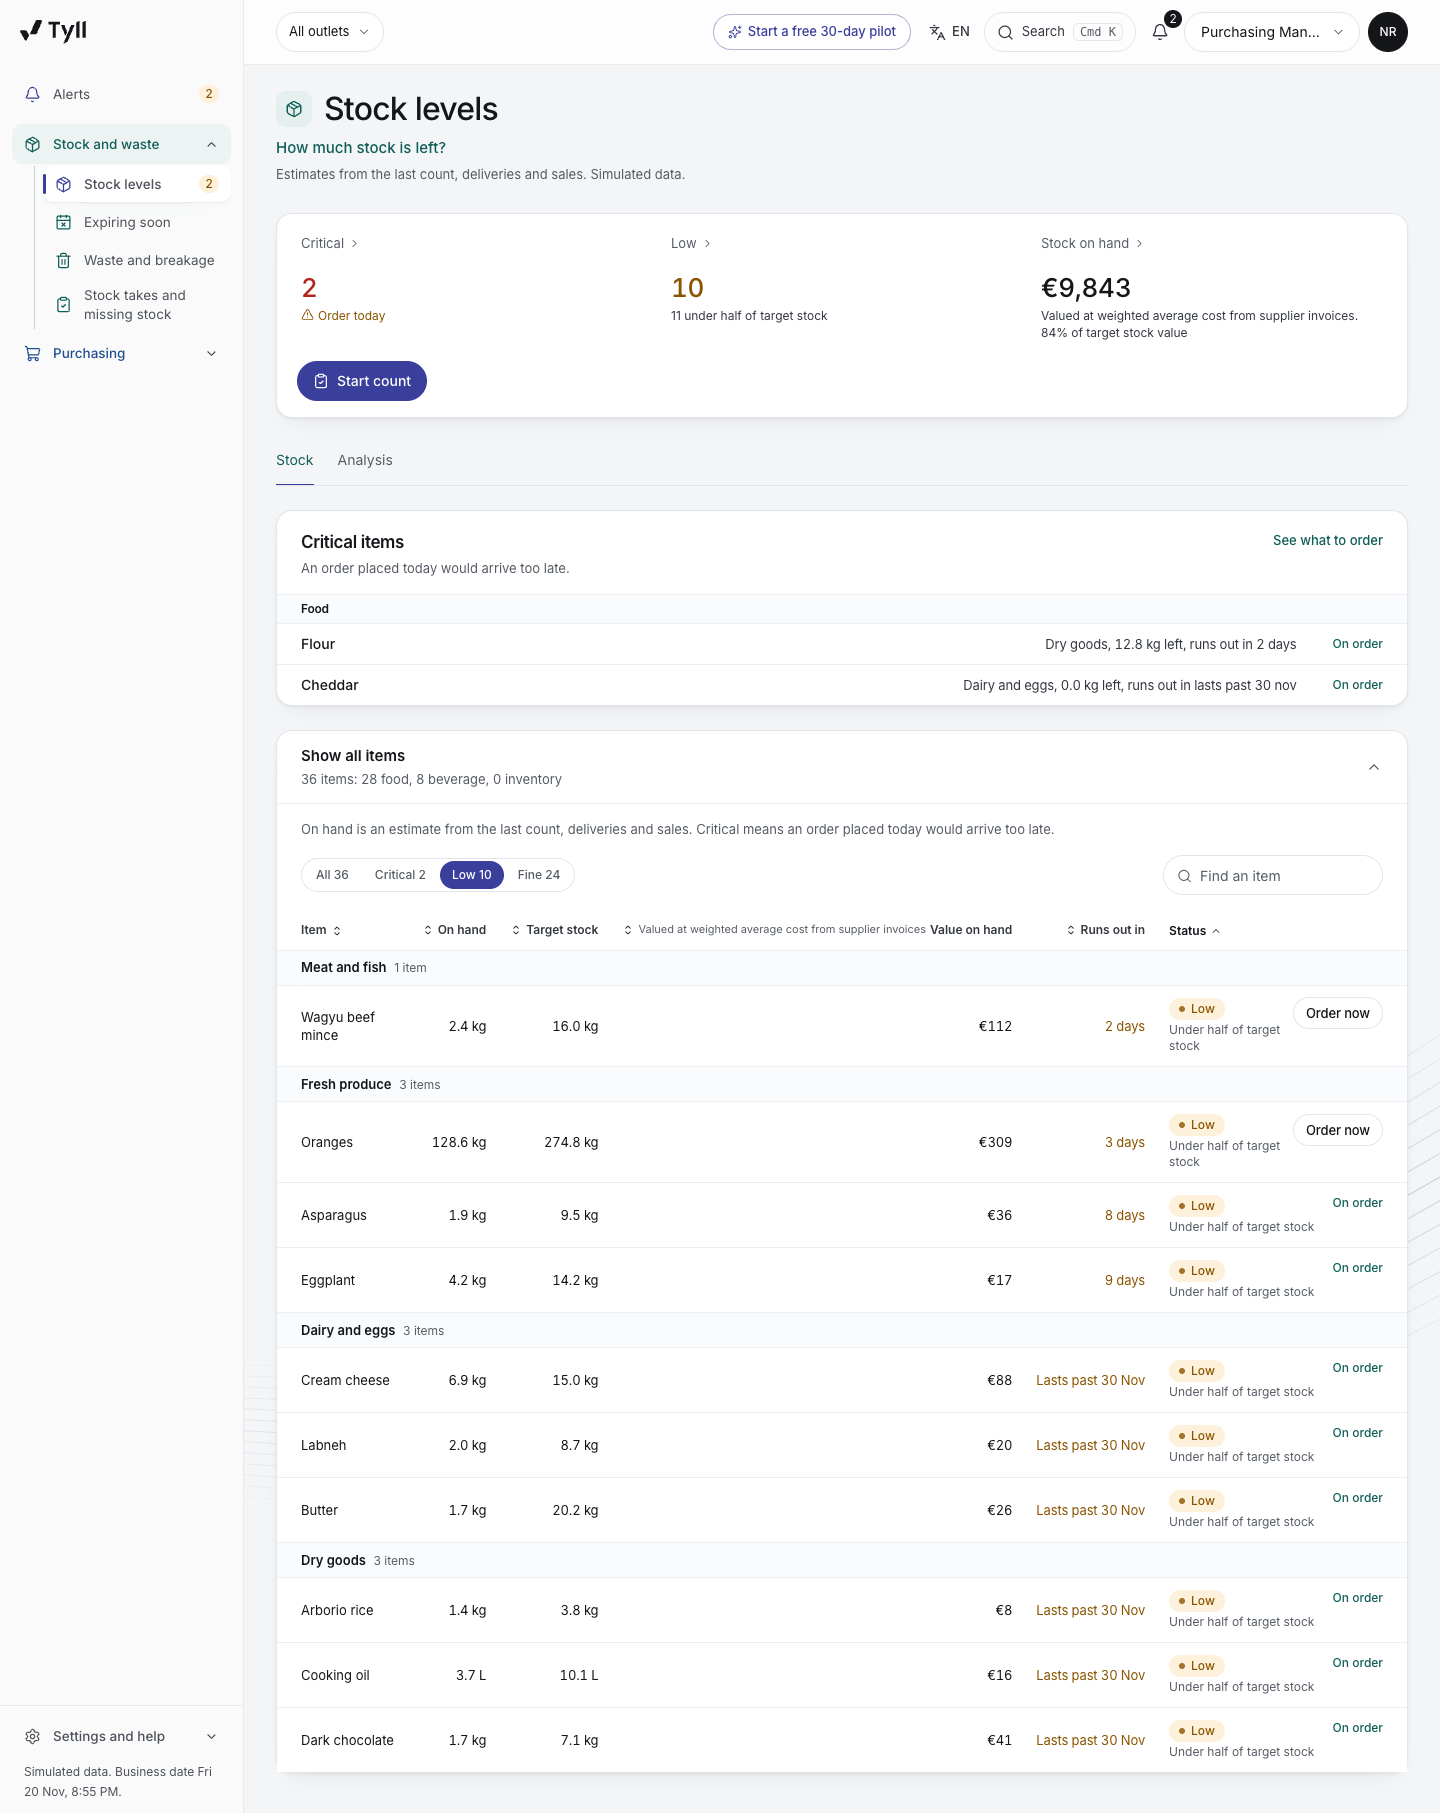 Tyll
All outlets
Start a free 30-day pilot
EN
Search Cmd K
2
Purchasing Man...
NR
Alerts 2
Stock and waste
Stock levels 2
Expiring soon
Waste and breakage
Stock takes and
missing stock
Purchasing
Stock levels
How much stock is left?
Estimates from the last count, deliveries and sales. Simulated data.
Critical
2
Order today
Low
10
11 under half of target stock
Stock on hand
€9,843
Valued at weighted average cost from supplier invoices.
84% of target stock value
Start count
Stock Analysis
Critical items
See what to order
An order placed today would arrive too late.
Food
Flour Dry goods, 12.8 kg left, runs out in 2 days On order
Cheddar Dairy and eggs, 0.0 kg left, runs out in lasts past 30 nov On order
Show all items
36 items: 28 food, 8 beverage, 0 inventory
On hand is an estimate from the last count, deliveries and sales. Critical means an order placed today would arrive too late.
All 36 Critical 2 Low 10 Fine 24
Find an item
Item On hand Target stock Valued at weighted average cost from supplier invoices Value on hand Runs out in Status
Meat and fish 1 item
Wagyu beef
mince
2.4 kg 16.0 kg €112 2 days
Low
Under half of target
stock
Order now
Fresh produce 3 items
Oranges 128.6 kg 274.8 kg €309 3 days
Low
Under half of target
stock
Order now
Asparagus 1.9 kg 9.5 kg €36 8 days
Low
Under half of target stock
On order
Eggplant 4.2 kg 14.2 kg €17 9 days
Low
Under half of target stock
On order
Dairy and eggs 3 items
Cream cheese 6.9 kg 15.0 kg €88 Lasts past 30 Nov
Low
Under half of target stock
On order
Labneh 2.0 kg 8.7 kg €20 Lasts past 30 Nov
Low
Under half of target stock
On order
Butter 1.7 kg 20.2 kg €26 Lasts past 30 Nov
Low
Under half of target stock
On order
Dry goods 3 items
Arborio rice 1.4 kg 3.8 kg €8 Lasts past 30 Nov
Low
Under half of target stock
On order
Cooking oil 3.7 L 10.1 L €16 Lasts past 30 Nov
Low
Under half of target stock
On order
Dark chocolate 1.7 kg 7.1 kg €41 Lasts past 30 Nov
Low
Under half of target stock
On order
Settings and help
Simulated data. Business date Fri
20 Nov, 8:55 PM.